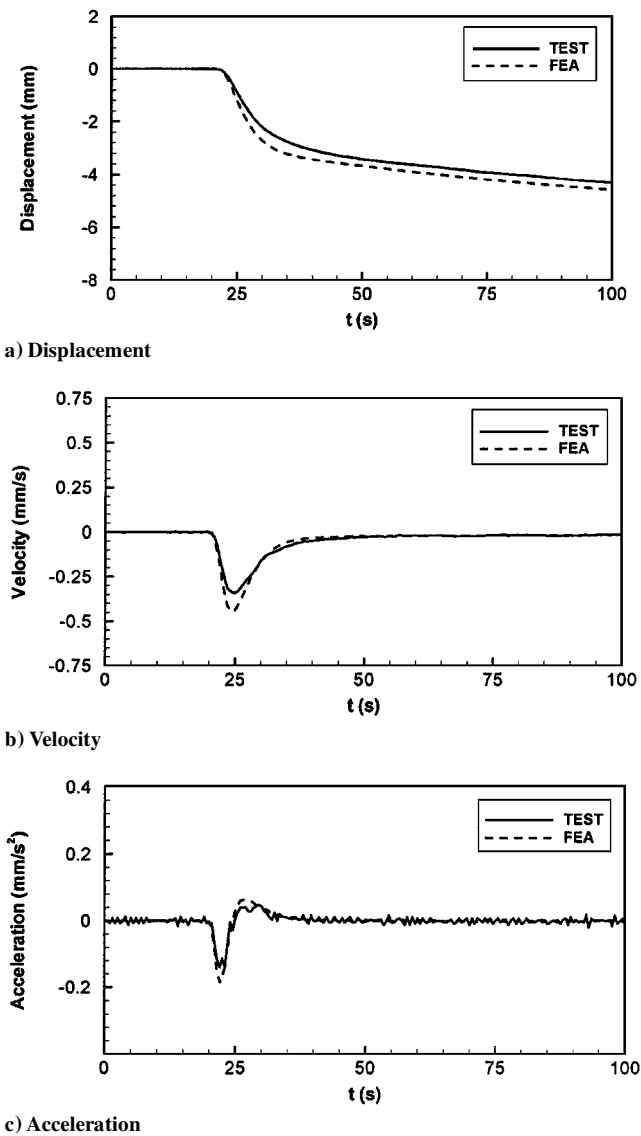 2
0
-2
-4
-6
-8
Displacement (mm)
TEST
FEA
0 25 50 75 100
t (s)
a) Displacement
0.75
0.5
0.25
0
-0.25
-0.5
-0.75
Velocity (mm/s)
TEST
FEA
0 25 50 75 100
t (s)
b) Velocity
0.4
0.2
0
-0.2
Acceleration (mm/s²)
TEST
FEA
0 25 50 75 100
t (s)
c) Acceleration